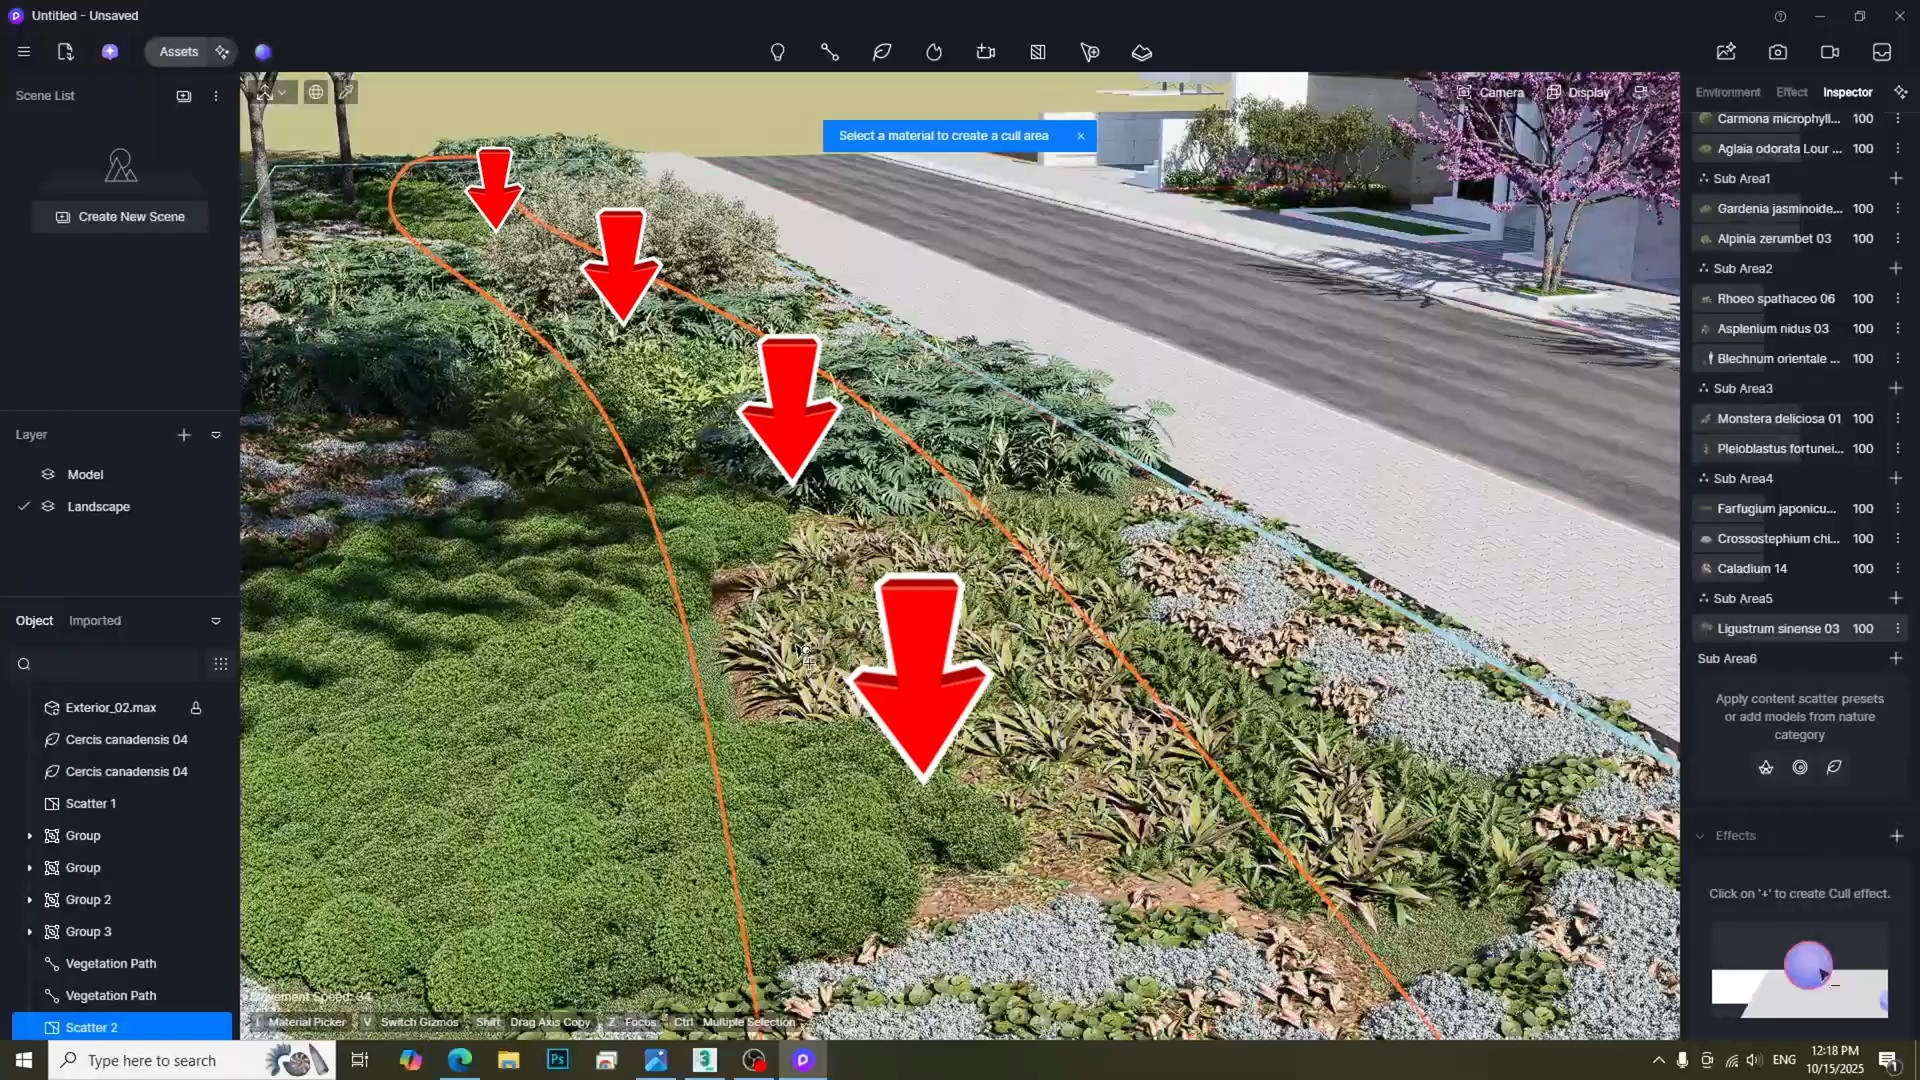 Untitled - Unsaved
Assets
Scene List
Create New Scene
Layer
Model
Landscape
Object Imported
Exterior_02.max
Cercis canadensis 04
Cercis canadensis 04
Scatter 1
Group
Group
Group 2
Group 3
Vegetation Path
Vegetation Path
Scatter 2
Camera
Display
Select a material to create a cull area ×
Movement Speed: 34
Material Picker V Switch Gizmos Shift Drag Axis Copy Z Focus Ctrl Multiple Selection
Environment Effect Inspector
Carmona microphyll... 100
Aglaia odorata Lour ... 100
Sub Area1
Gardenia jasminoide... 100
Alpinia zerumbet 03 100
Sub Area2
Rhoeo spathaceo 06 100
Asplenium nidus 03 100
Blechnum orientale ... 100
Sub Area3
Monstera deliciosa 01 100
Pleioblastus fortunei... 100
Sub Area4
Farfugium japonicu... 100
Crossostephium chi... 100
Caladium 14 100
Sub Area5
Ligustrum sinense 03 100
Sub Area6
Apply content scatter presets
or add models from nature
category
Effects
Click on '+' to create Cull effect.
Type here to search
Ps
3
ENG
12:18 PM
10/15/2025
1